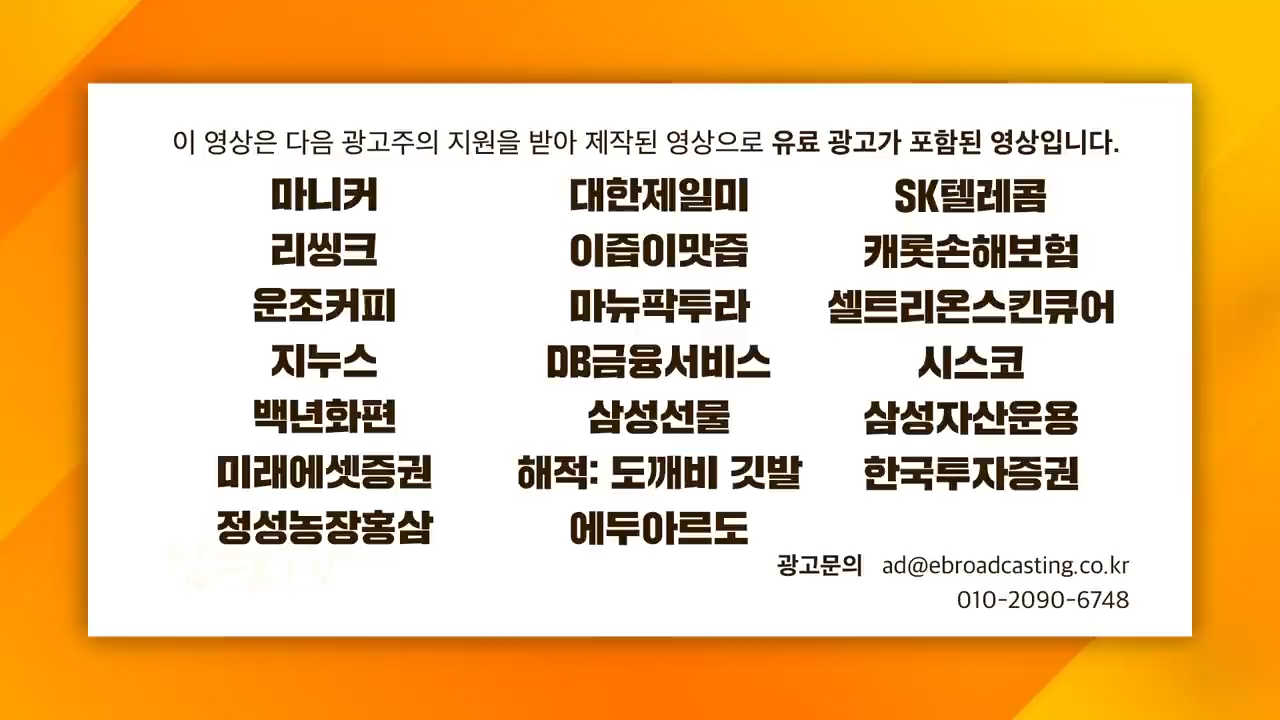 이 영상은 다음 광고주의 지원을 받아 제작된 영상으로 유료 광고가 포함된 영상입니다.
마니커 대한제일미 SK텔레콤
리씽크 이즙이맛즙 캐롯손해보험
운조커피 마뉴팍투라 셀트리온스킨큐어
지누스 DB금융서비스 시스코
백년화편 삼성선물 삼성자산운용
미래에셋증권 해적: 도깨비 깃발 한국투자증권
정성농장홍삼 에두아르도
광고문의 ad@ebroadcasting.co.kr
010-2090-6748